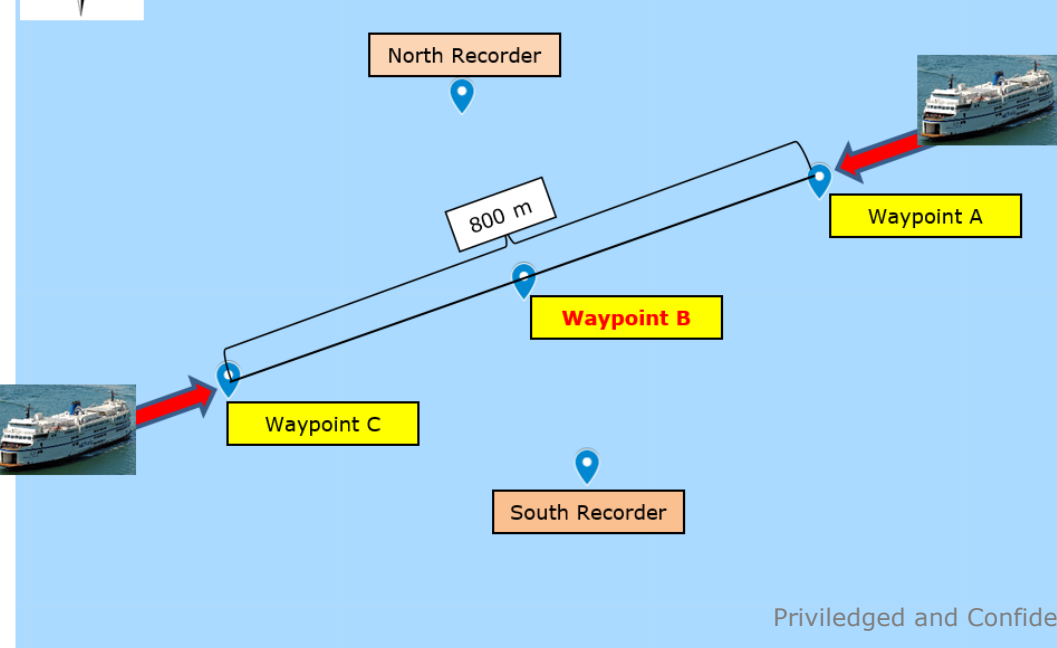 North Recorder
800 m
Waypoint A
Waypoint B
Waypoint C
South Recorder
Priviledged and Confide